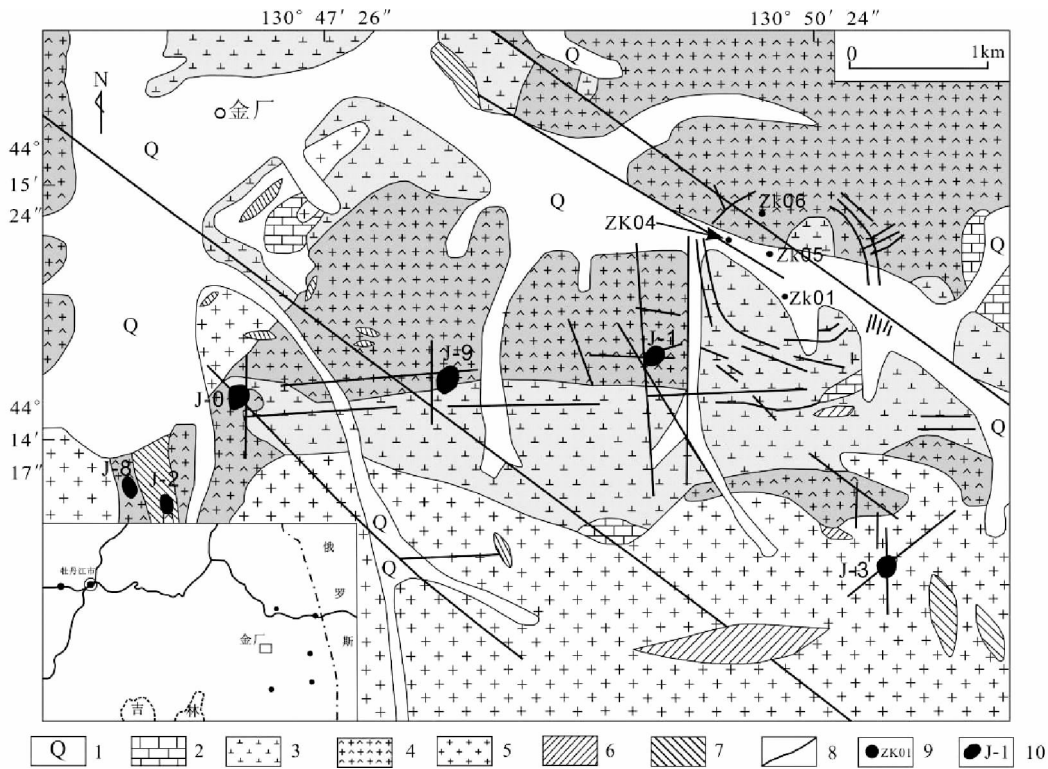 130° 47′ 26″
130° 50′ 24″
0 1km
N
金厂
Q
Q
Q
44°
15′
24″
ZK04
Zk06
Zk05
Zk01
Q
Q
J-1
J-9
J-0
44°
14′
17″
Q
J-8
J-2
Q
Q
J-3
俄
罗
斯
牡丹江市
金厂
吉 林
Q 1 2 3 4 5 6 7 8 ZK01 9 J-1 10